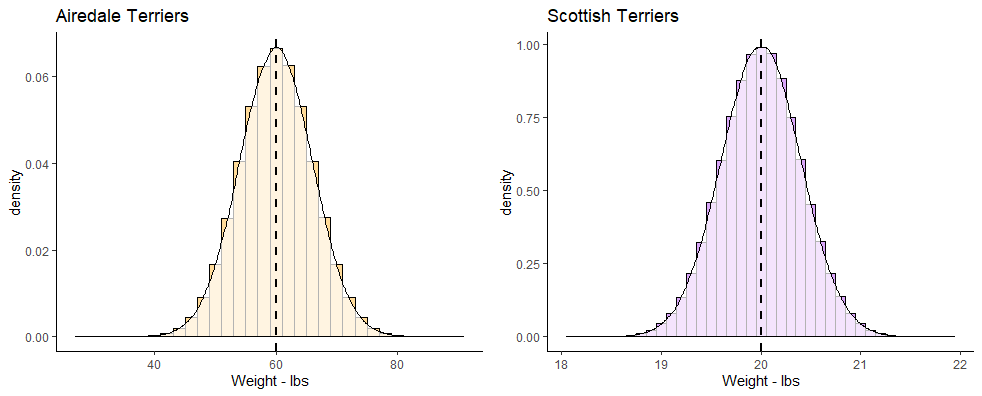 Airedale Terriers
density
0.06
0.04
0.02
0.00
40
60
80
Weight - lbs
Scottish Terriers
density
1.00
0.75
0.50
0.25
0.00
18
19
20
21
22
Weight - lbs